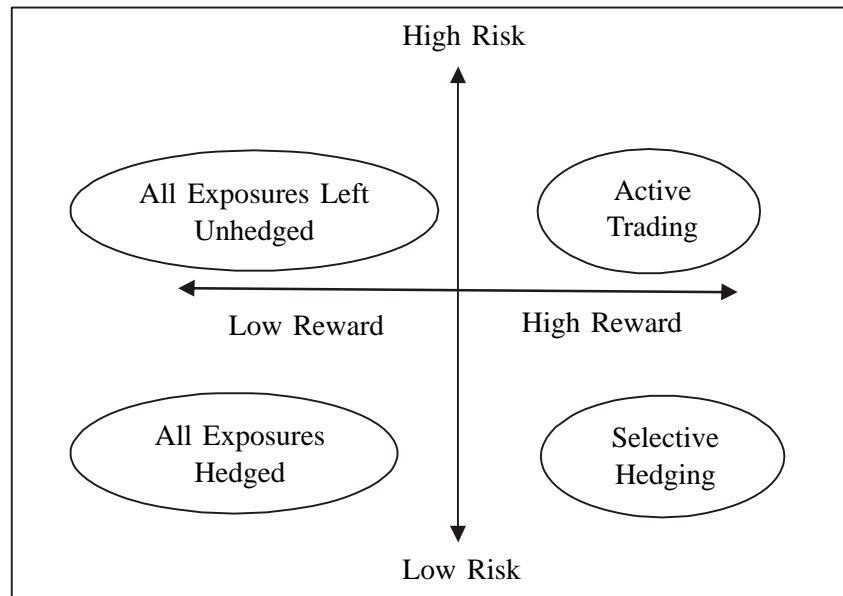 High Risk
All Exposures Left
Unhedged
Active
Trading
Low Reward
High Reward
All Exposures
Hedged
Selective
Hedging
Low Risk